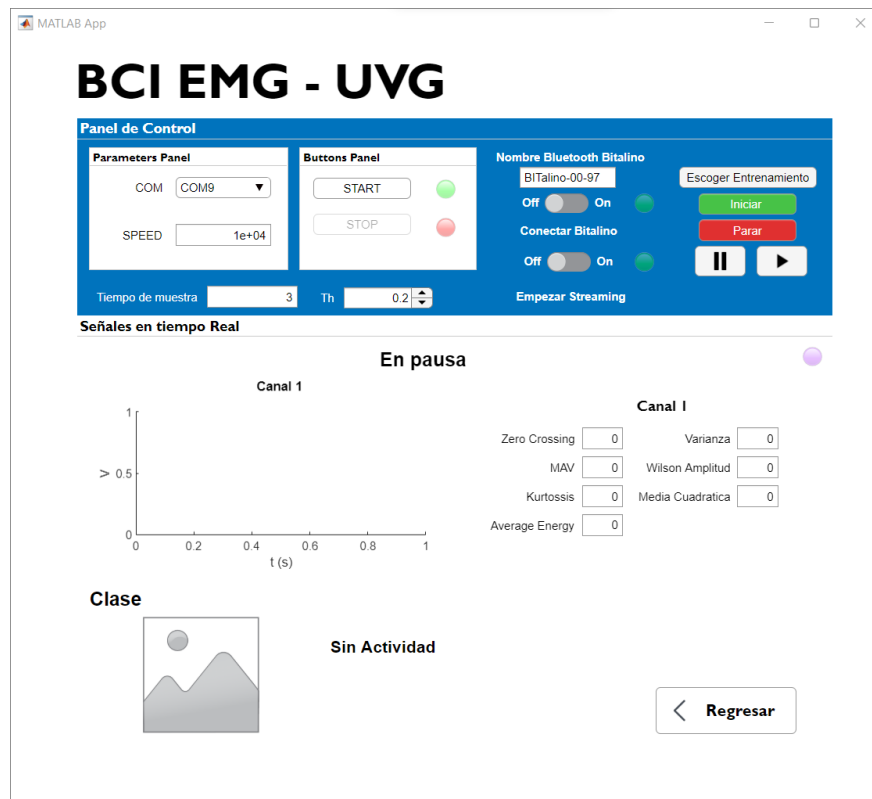 MATLAB App
BCI EMG - UVG
Panel de Control
Parameters Panel
COM COM9
SPEED 1e+04
Buttons Panel
START
STOP
Nombre Bluetooth Bitalino
BITalino-00-97
Off On
Conectar Bitalino
Off On
Empezar Streaming
Escoger Entrenamiento
Iniciar
Parar
Tiempo de muestra 3 Th 0.2
Señales en tiempo Real
En pausa
Canal 1
1
0.5
0
V
0 0.2 0.4 0.6 0.8 1
t (s)
Canal 1
Zero Crossing 0 Varianza 0
MAV 0 Wilson Amplitud 0
Kurtossis 0 Media Cuadratica 0
Average Energy 0
Clase
Sin Actividad
Regresar